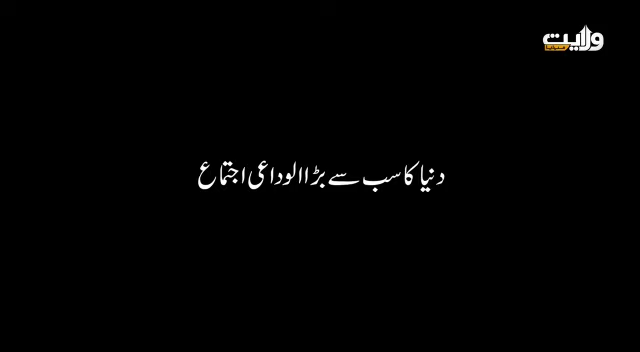 ولایت
دنیا کا سب سے بڑا الوداعی اجتماع